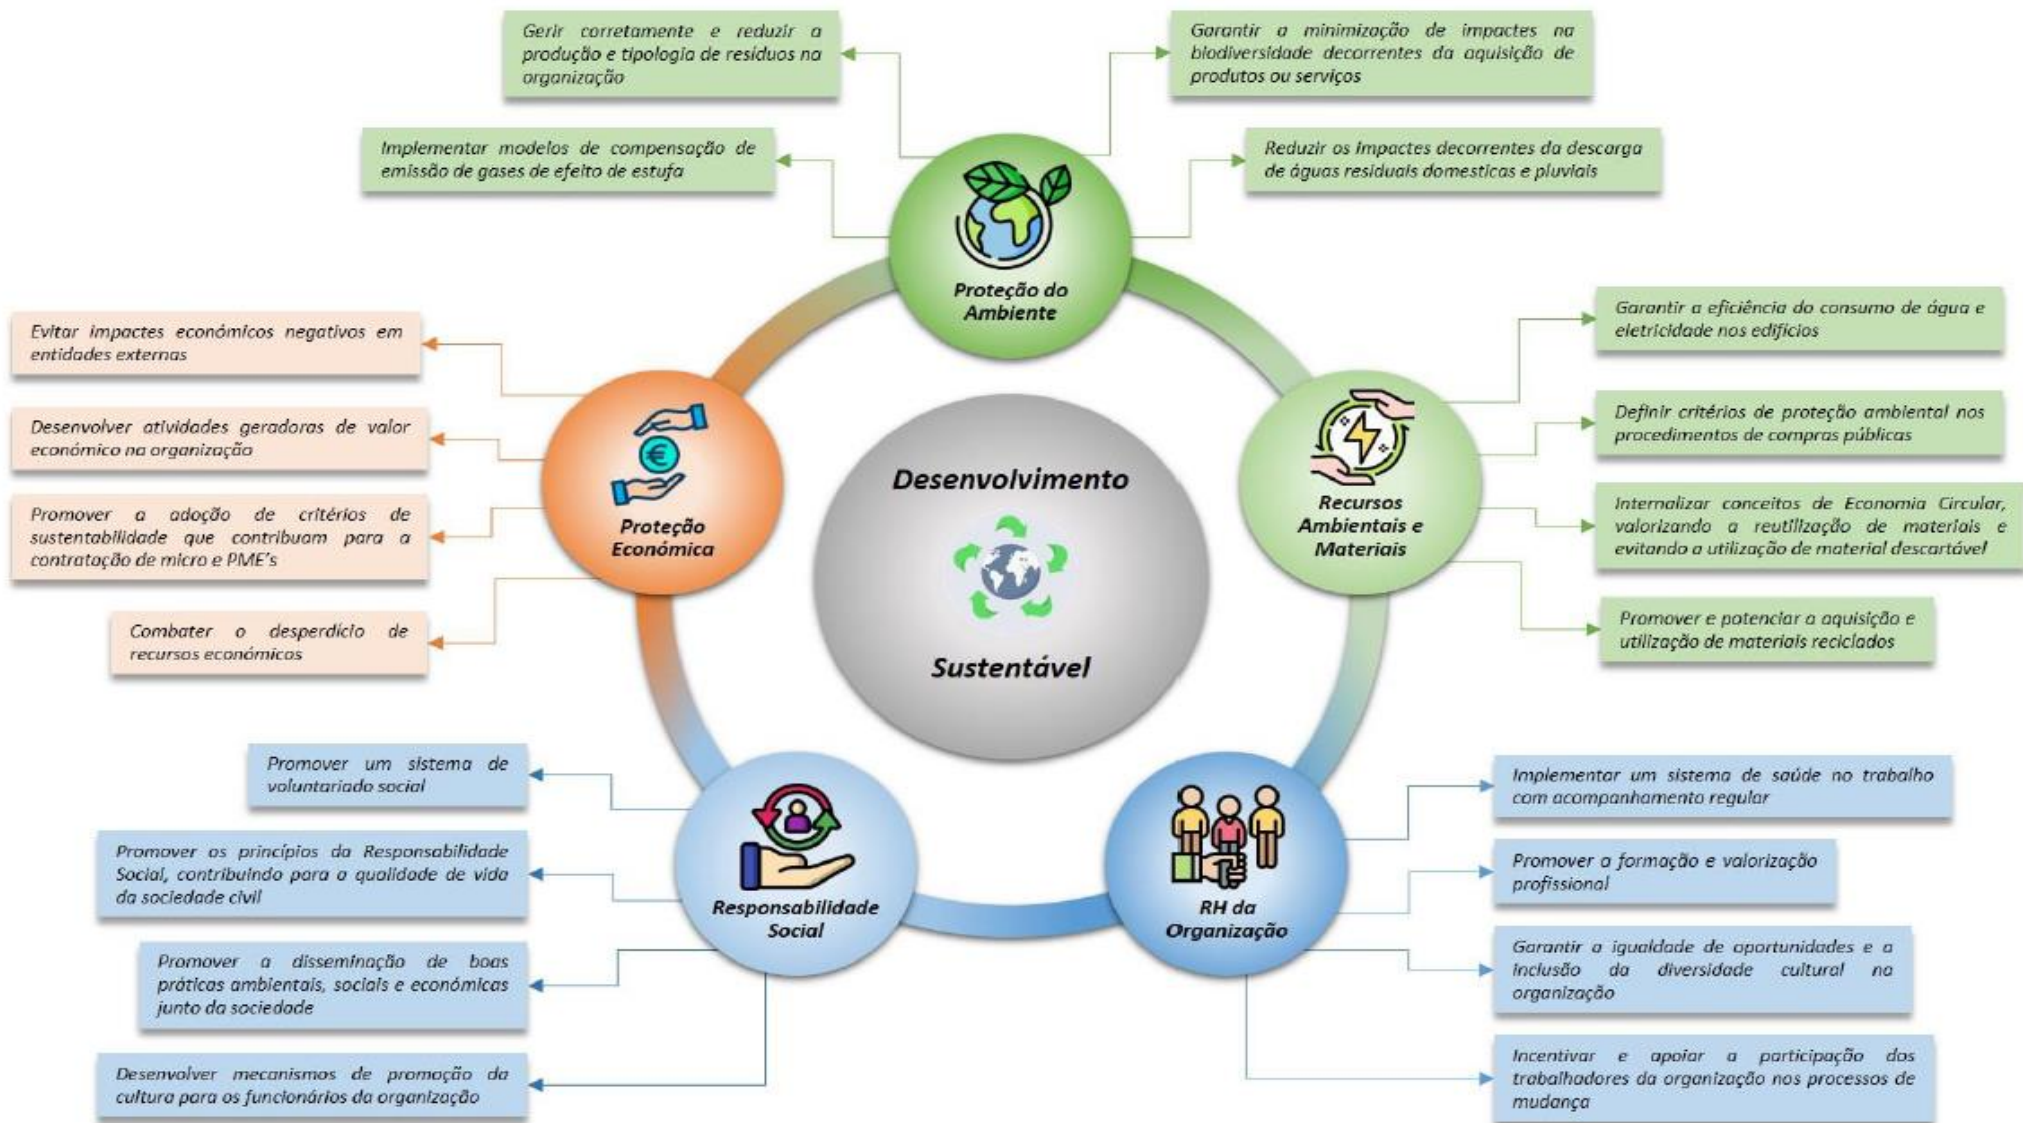 Gerir corretamente e reduzir a
produção e tipologia de resíduos na
organização
Garantir a minimização de impactes na
biodiversidade decorrentes da aquisição de
produtos ou serviços
Implementar modelos de compensação de
emissão de gases de efeito de estufa
Reduzir os impactes decorrentes da descarga
de águas residuais domesticas e pluviais
Proteção do
Ambiente
Evitar impactes económicos negativos em
entidades externas
Desenvolver atividades geradoras de valor
económico na organização
Promover a adoção de critérios de
sustentabilidade que contribuam para a
contratação de micro e PME's
Combater o desperdício de
recursos económicos
Proteção
Económica
Desenvolvimento
Sustentável
Recursos
Ambientais e
Materiais
Garantir a eficiência do consumo de água e
eletricidade nos edifícios
Definir critérios de proteção ambiental nos
procedimentos de compras públicas
Internalizar conceitos de Economia Circular,
valorizando a reutilização de materiais e
evitando a utilização de material descartável
Promover e potenciar a aquisição e
utilização de materiais reciclados
Promover um sistema de
voluntariado social
Promover os princípios da Responsabilidade
Social, contribuindo para a qualidade de vida
da sociedade civil
Promover a disseminação de boas
práticas ambientais, sociais e económicas
junto da sociedade
Desenvolver mecanismos de promoção da
cultura para os funcionários da organização
Responsabilidade
Social
RH da
Organização
Implementar um sistema de saúde no trabalho
com acompanhamento regular
Promover a formação e valorização
profissional
Garantir a igualdade de oportunidades e a
inclusão da diversidade cultural na
organização
Incentivar e apoiar a participação dos
trabalhadores da organização nos processos de
mudança